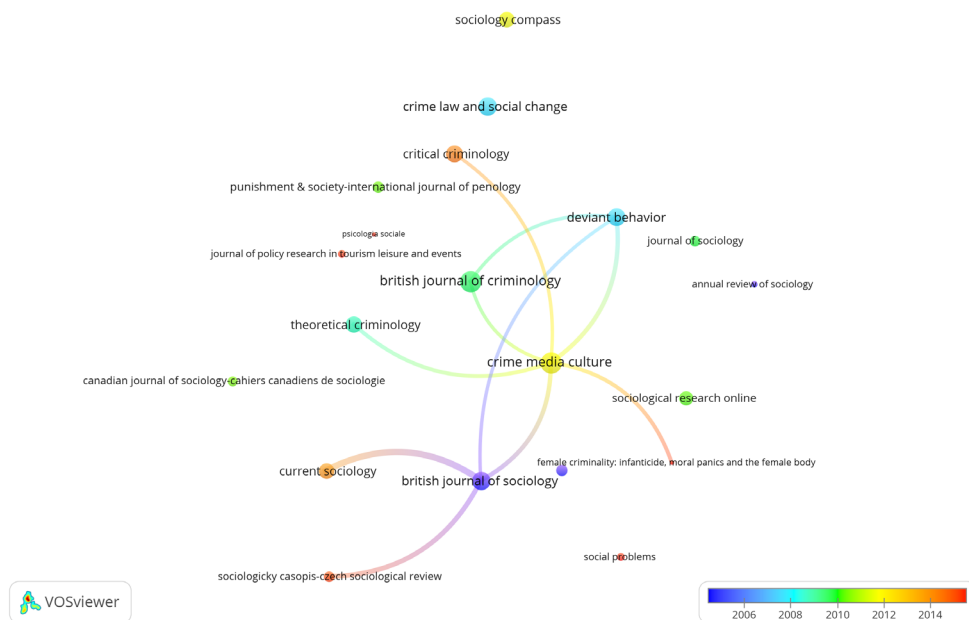 sociology compass
crime law and social change
critical criminology
punishment & society-international journal of penology
deviant behavior
psicologia sociale
journal of sociology
journal of policy research in tourism leisure and events
british journal of criminology
annual review of sociology
theoretical criminology
crime media culture
canadian journal of sociology-cahiers canadiens de sociologie
sociological research online
female criminality: infanticide, moral panics and the female body
current sociology
british journal of sociology
social problems
sociologicky casopis-czech sociological review
VOSviewer
2006 2008 2010 2012 2014